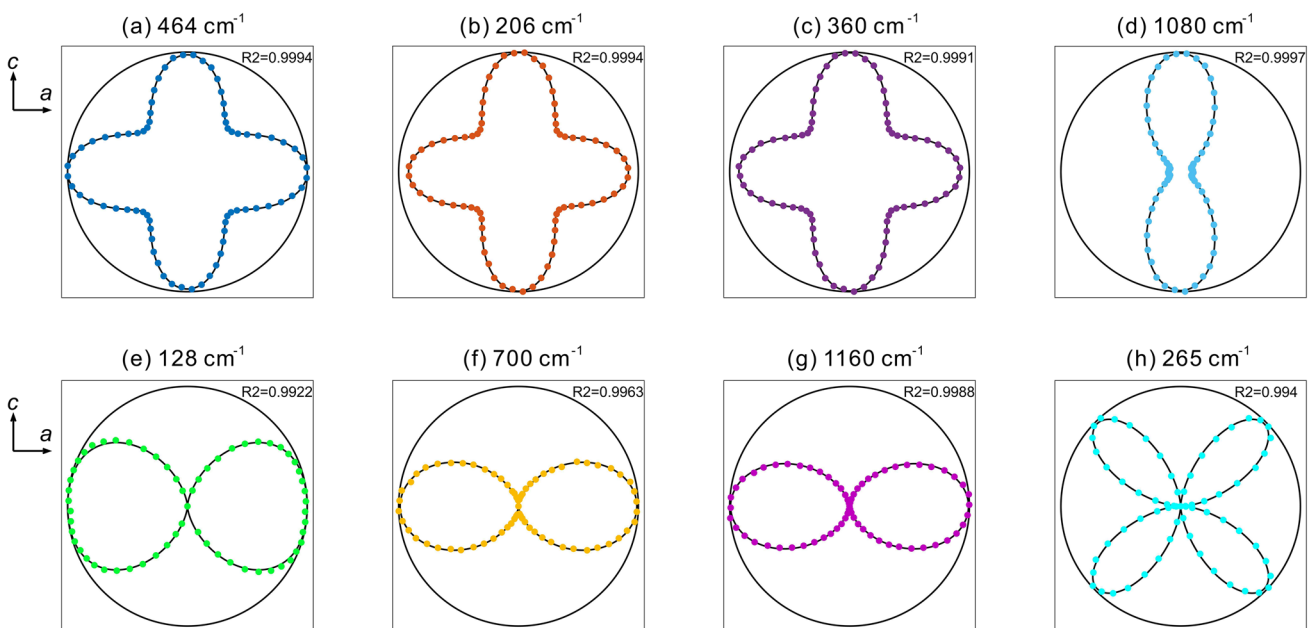 (a) 464 cm⁻¹
(b) 206 cm⁻¹
(c) 360 cm⁻¹
(d) 1080 cm⁻¹
R2=0.9994
R2=0.9994
R2=0.9991
R2=0.9997
c
a
(e) 128 cm⁻¹
(f) 700 cm⁻¹
(g) 1160 cm⁻¹
(h) 265 cm⁻¹
R2=0.9922
R2=0.9963
R2=0.9988
R2=0.994
c
a